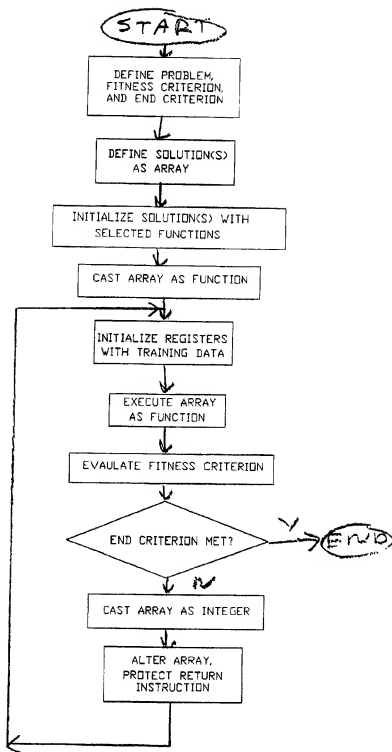 START
DEFINE PROBLEM,
FITNESS CRITERION,
AND END CRITERION
DEFINE SOLUTION(S)
AS ARRAY
INITIALIZE SOLUTION(S) WITH
SELECTED FUNCTIONS
CAST ARRAY AS FUNCTION
INITIALIZE REGISTERS
WITH TRAINING DATA
EXECUTE ARRAY
AS FUNCTION
EVAULATE FITNESS CRITERION
END CRITERION MET?
Y
END
N
CAST ARRAY AS INTEGER
ALTER ARRAY,
PROTECT RETURN
INSTRUCTION